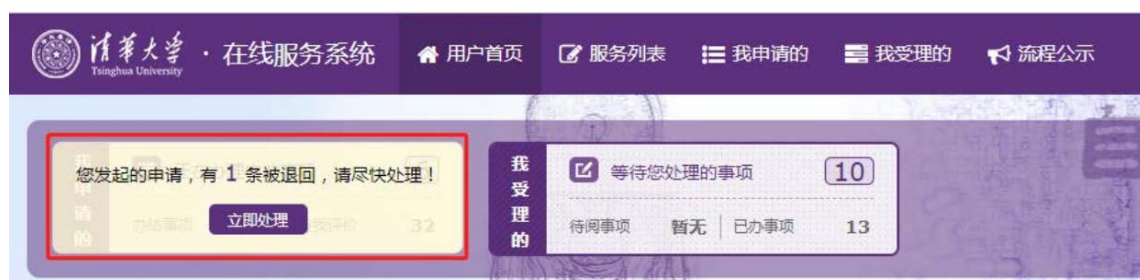 清华大学 · 在线服务系统 用户首页 服务列表 我申请的 我受理的 流程公示
Tsinghua University
您发起的申请，有 1 条被退回，请尽快处理！
立即处理
32
我受理的
等待您处理的事项 10
待阅事项 暂无 已办事项 13